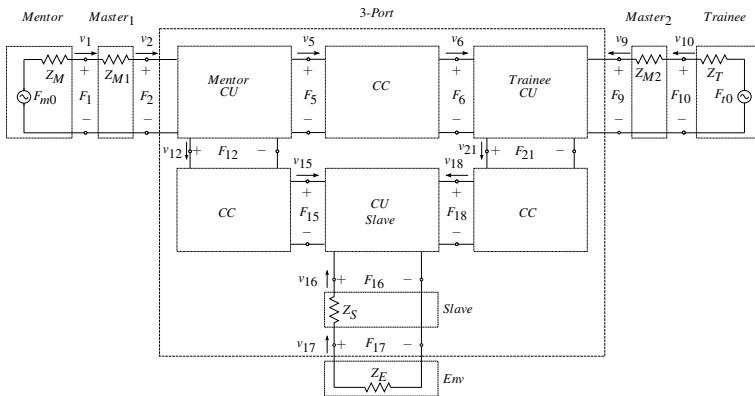 3-Port
Mentor Master1 Master2 Trainee
v1 v2 v5 v6 v9 v10
ZM ZM1 Mentor CU CC Trainee CU ZM2 ZT
Fm0 + F1 − + F2 − + F5 − + F6 − + F9 − + F10 − Ft0
v12 + F12 − v21 + F21 −
v15 v18
CC + F15 − CU Slave + F18 − CC
v16 + F16 −
ZS Slave
v17 + F17 −
ZE Env